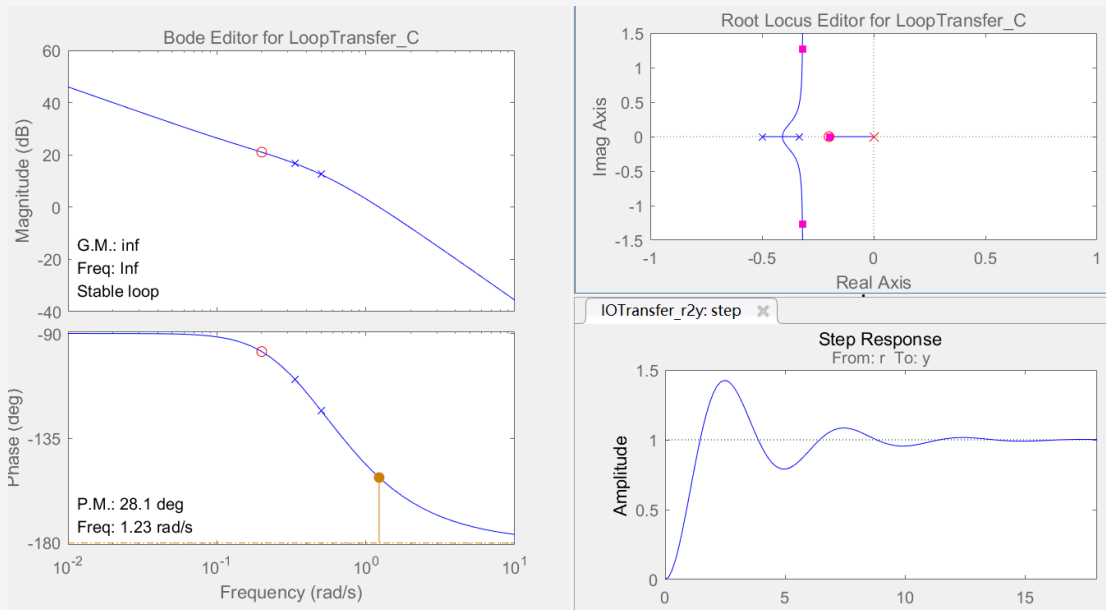 Bode Editor for LoopTransfer_C
60
40
20
0
-20
-40
Magnitude (dB)
G.M.: inf
Freq: Inf
Stable loop
-90
-135
-180
Phase (deg)
P.M.: 28.1 deg
Freq: 1.23 rad/s
10^-2
10^-1
10^0
10^1
Frequency (rad/s)
Root Locus Editor for LoopTransfer_C
1.5
1
0.5
0
-0.5
-1
-1.5
Imag Axis
-1
-0.5
0
0.5
1
Real Axis
IOTransfer_r2y: step
Step Response
From: r To: y
1.5
1
0.5
0
Amplitude
0
5
10
15